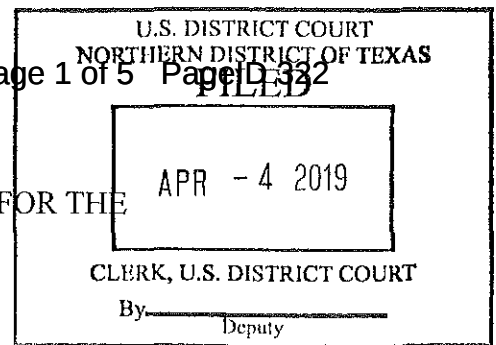 U.S. DISTRICT COURT
NORTHERN DISTRICT OF TEXAS
age 1 of 5 PageID 322
FILED
APR - 4 2019
FOR THE
CLERK, U.S. DISTRICT COURT
By
Deputy